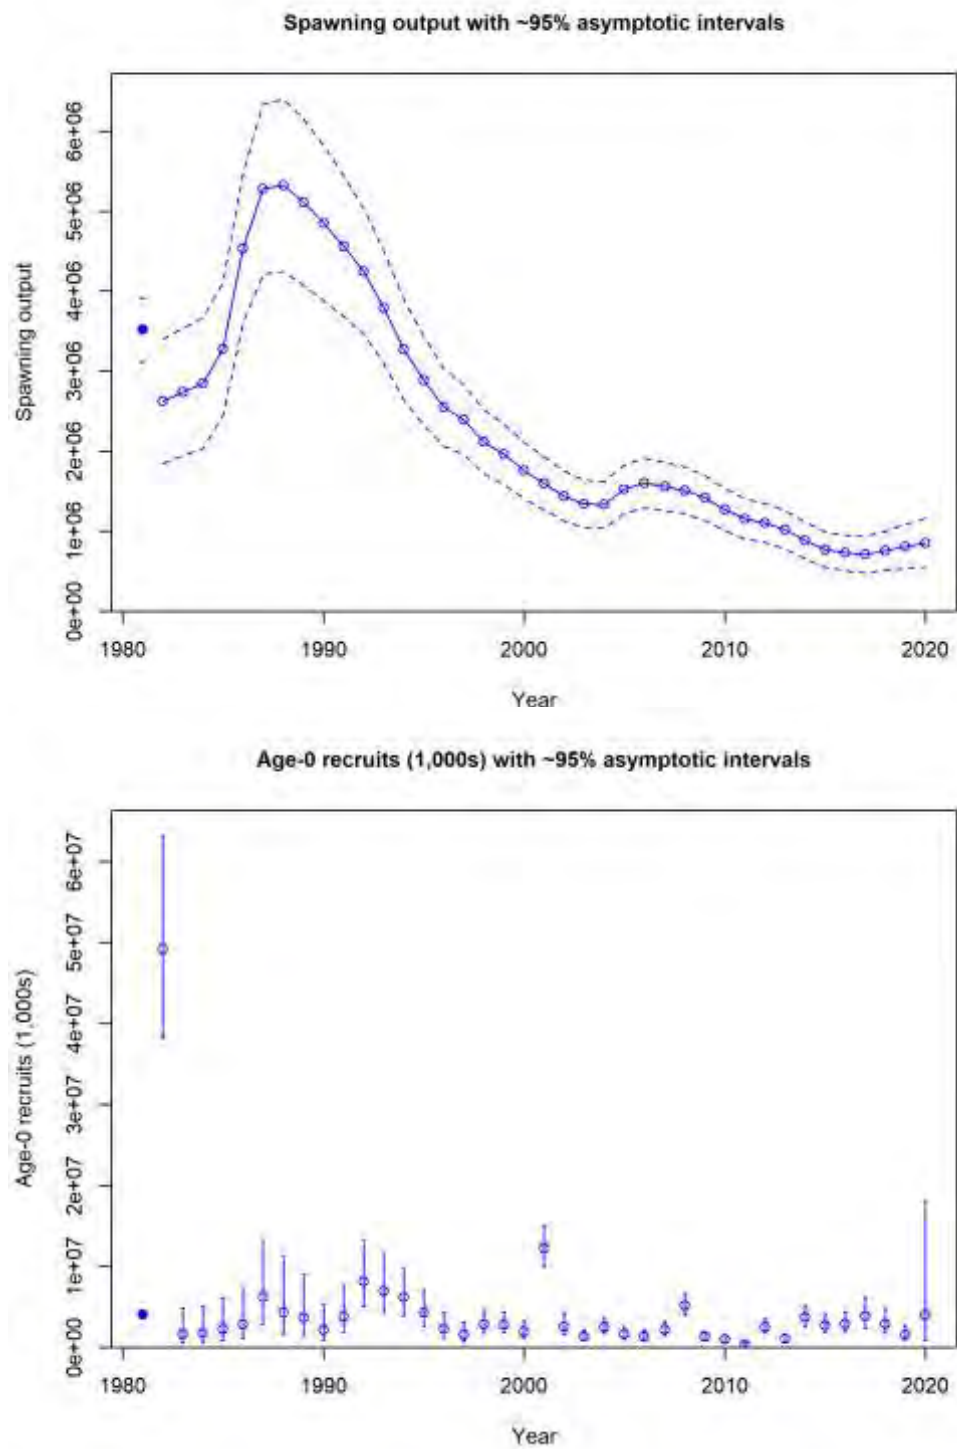 Spawning output with ~95% asymptotic intervals
Spawning output
6e+06
5e+06
4e+06
3e+06
2e+06
1e+06
0e+00
1980 1990 2000 2010 2020
Year
Age-0 recruits (1,000s) with ~95% asymptotic intervals
Age-0 recruits (1,000s)
6e+07
5e+07
4e+07
3e+07
2e+07
1e+07
0e+00
1980 1990 2000 2010 2020
Year